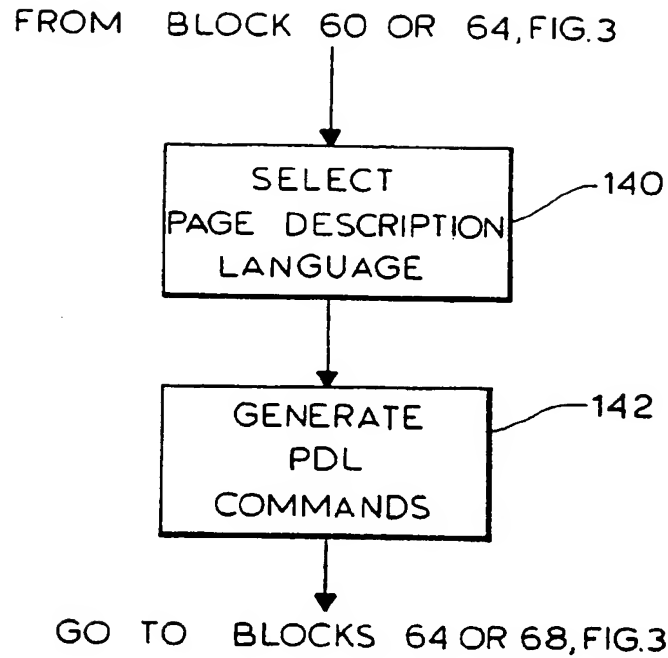 FROM BLOCK 60 OR 64, FIG.3
SELECT
PAGE DESCRIPTION
LANGUAGE
140
GENERATE
PDL
COMMANDS
142
GO TO BLOCKS 64 OR 68, FIG.3